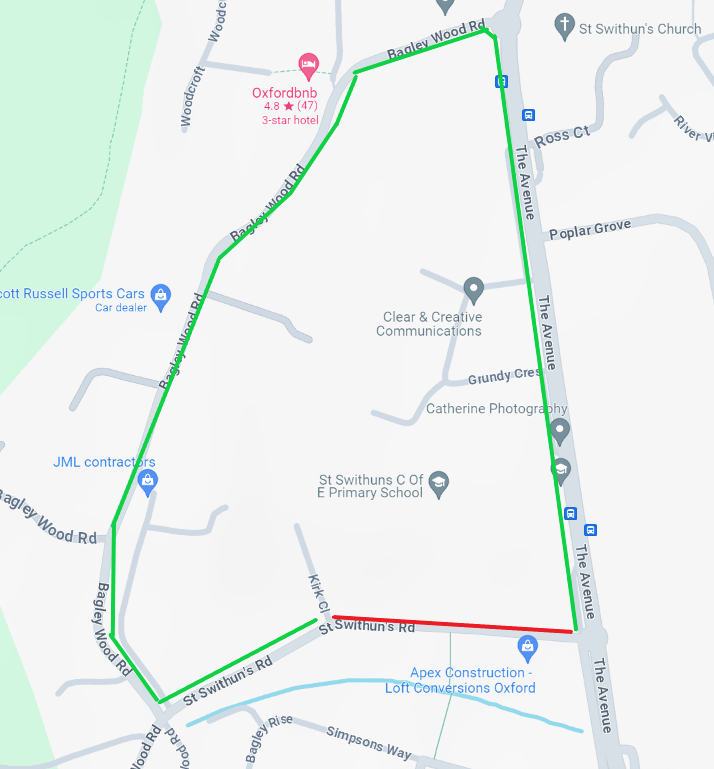 Woodcr
Bagley Wood Rd
St Swithun's Church
Woodcroft
Oxfordbnb
4.8 ★ (47)
3-star hotel
Ross Ct
River V
The Avenue
Bagley Wood Rd
Poplar Grove
cott Russell Sports Cars
Car dealer
Clear & Creative
Communications
The Avenue
Bagley Wood Rd
Grundy Cres
Catherine Photography
JML contractors
St Swithuns C Of
E Primary School
Bagley Wood Rd
The Avenue
Kirk Cl
Bagley Wood Rd
St Swithun's Rd
Apex Construction -
Loft Conversions Oxford
St Swithun's Rd
The Avenue
Wood Rd
ood Rd
Bagley Rise
Simpsons Way